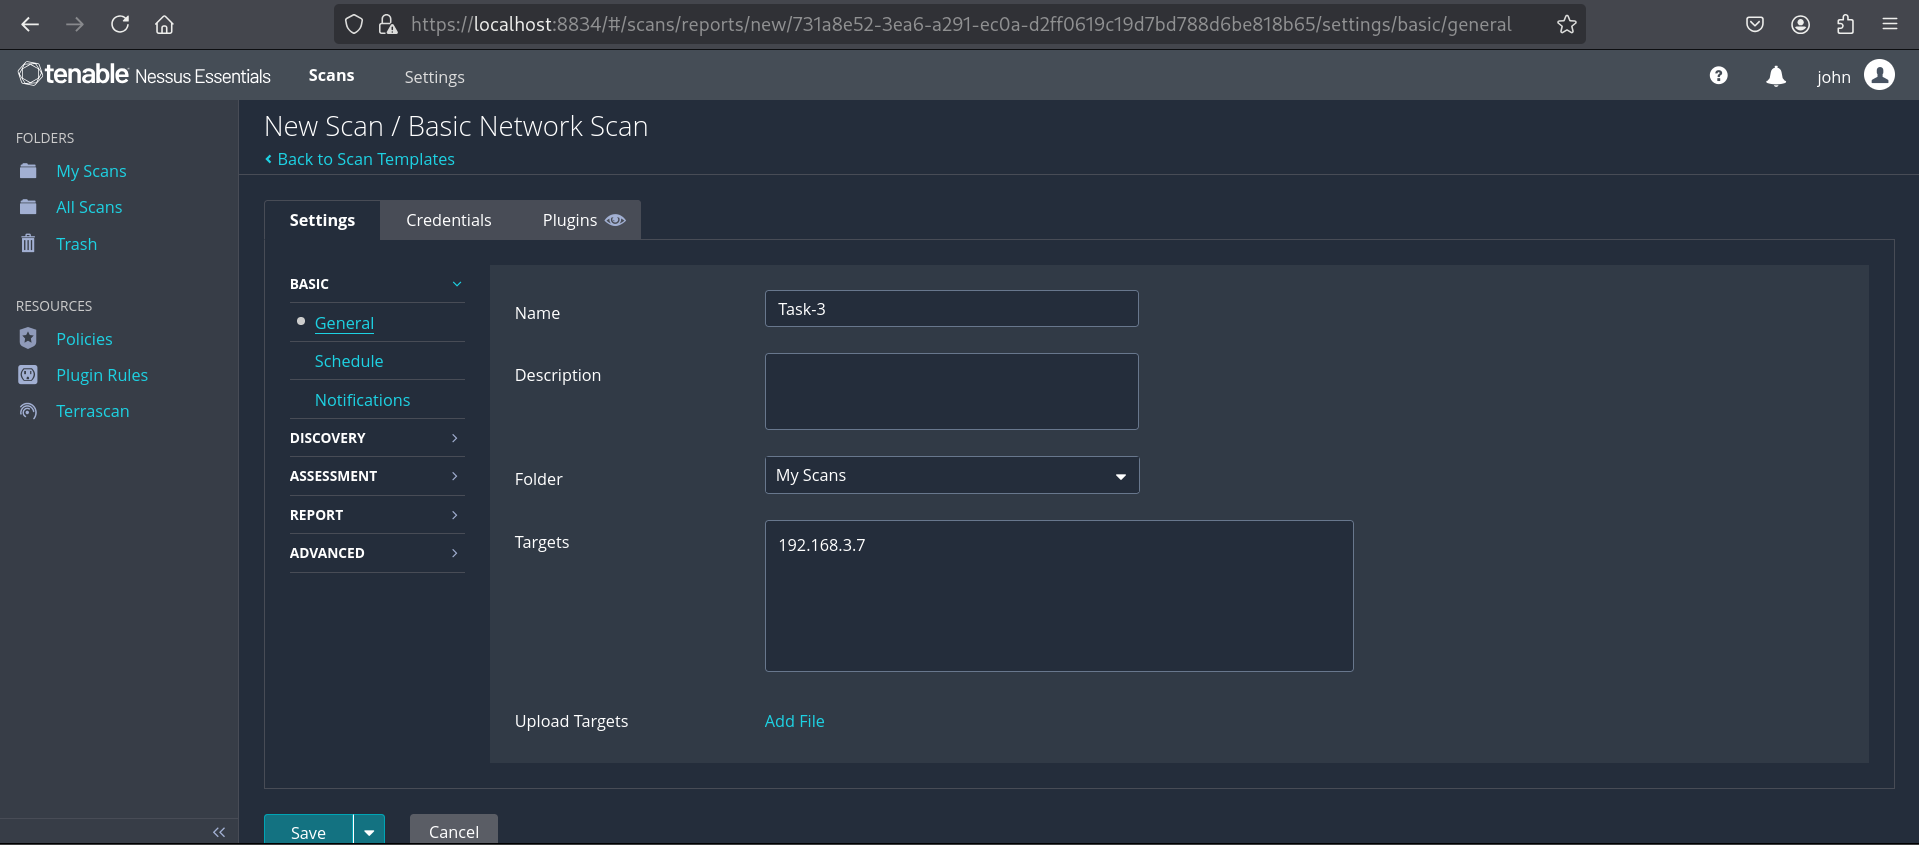 https://localhost:8834/#/scans/reports/new/731a8e52-3ea6-a291-ec0a-d2ff0619c19d7bd788d6be818b65/settings/basic/general
tenable Nessus Essentials
Scans
Settings
?
john
FOLDERS
My Scans
All Scans
Trash
RESOURCES
Policies
Plugin Rules
Terrascan
New Scan / Basic Network Scan
Back to Scan Templates
Settings
Credentials
Plugins
BASIC
General
Schedule
Notifications
DISCOVERY
ASSESSMENT
REPORT
ADVANCED
Name
Task-3
Description
Folder
My Scans
Targets
192.168.3.7
Upload Targets
Add File
Save
Cancel